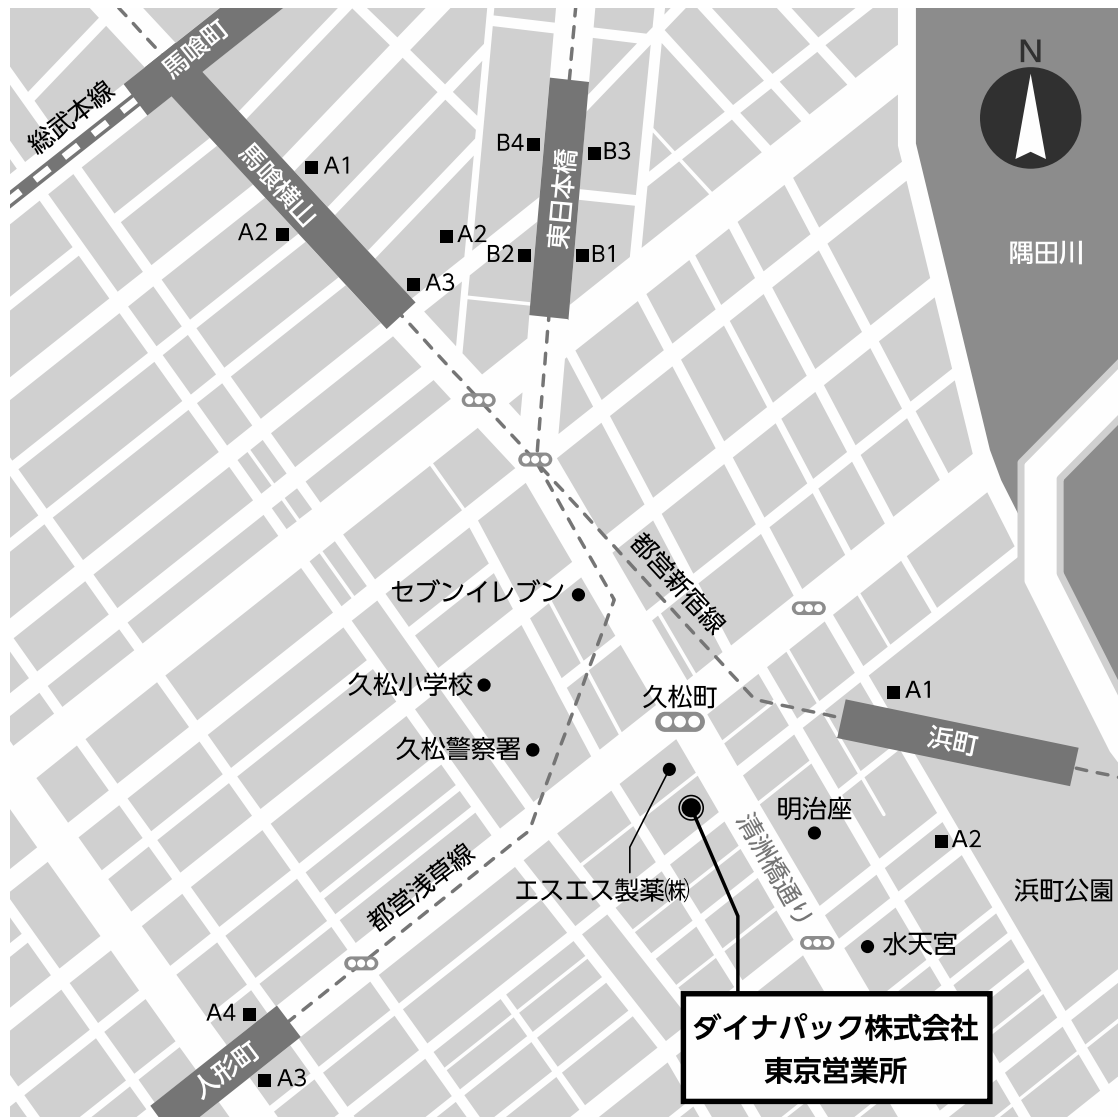 N
馬喰町
総武本線
B4
B3
A1
馬喰横山
東日本橋
A2
A2
B2
B1
隅田川
A3
都営新宿線
セブンイレブン
久松小学校
久松町
A1
久松警察署
浜町
明治座
清洲橋通り
A2
都営浅草線
エスエス製薬㈱
浜町公園
水天宮
A4
人形町
A3
ダイナパック株式会社
東京営業所